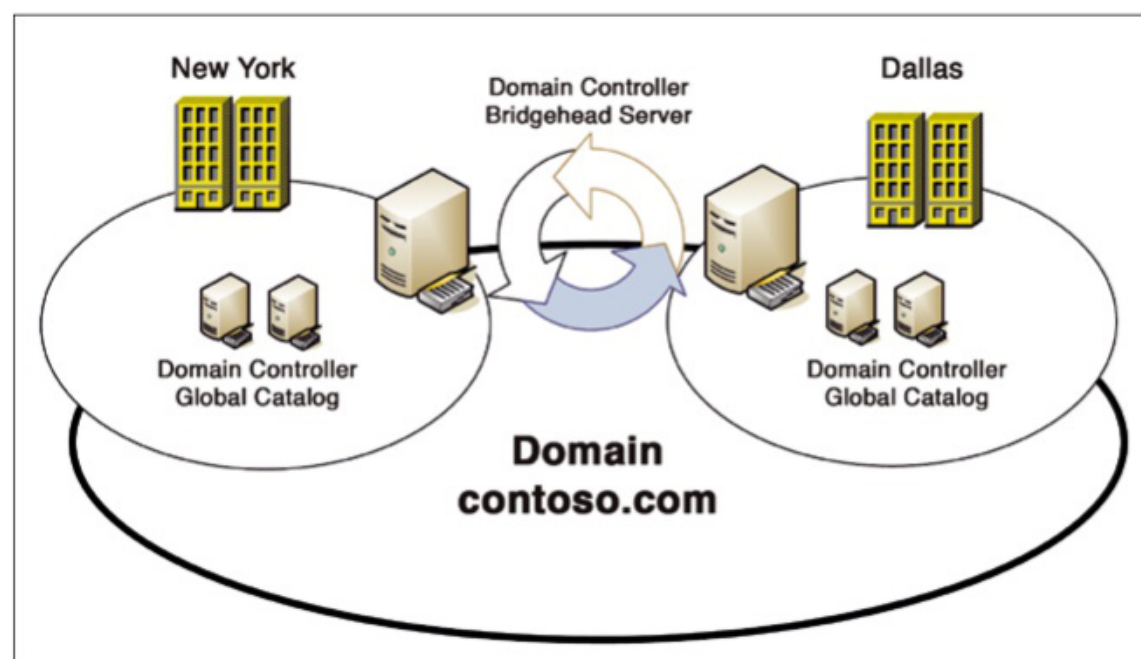 New York
Dallas
Domain Controller
Bridgehead Server
Domain Controller
Global Catalog
Domain Controller
Global Catalog
Domain
contoso.com